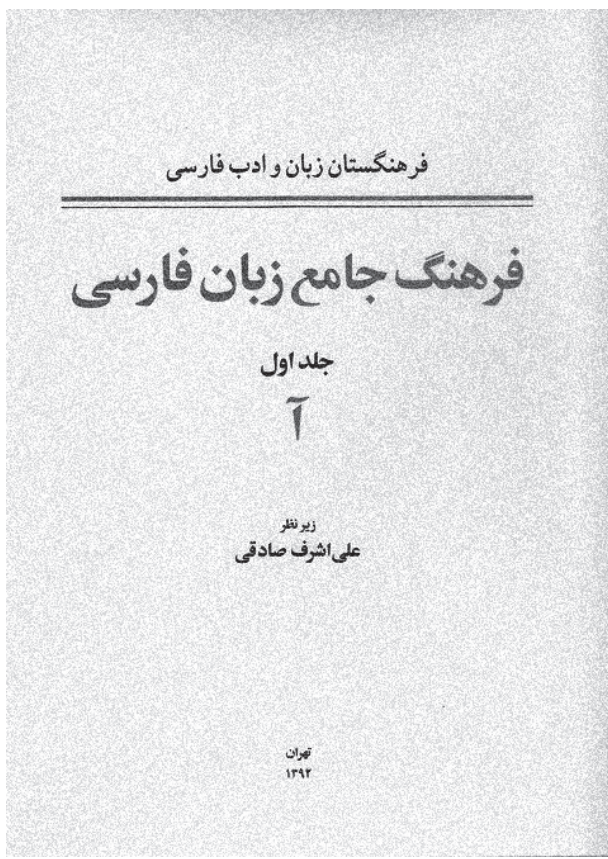 فرهنگستان زبان و ادب فارسی
فرهنگ جامع زبان فارسی
جلد اول
آ
زیر نظر
علی‌اشرف صادقی
تهران
۱۳۹۲